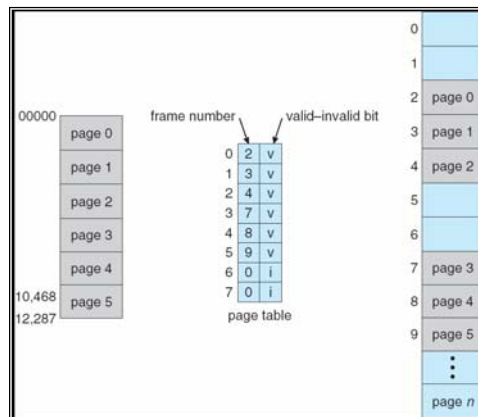 00000
page 0
page 1
page 2
page 3
page 4
page 5
10,468
12,287
frame number
valid–invalid bit
0 2 v
1 3 v
2 4 v
3 7 v
4 8 v
5 9 v
6 0 i
7 0 i
page table
0
1
2 page 0
3 page 1
4 page 2
5
6
7 page 3
8 page 4
9 page 5
page n